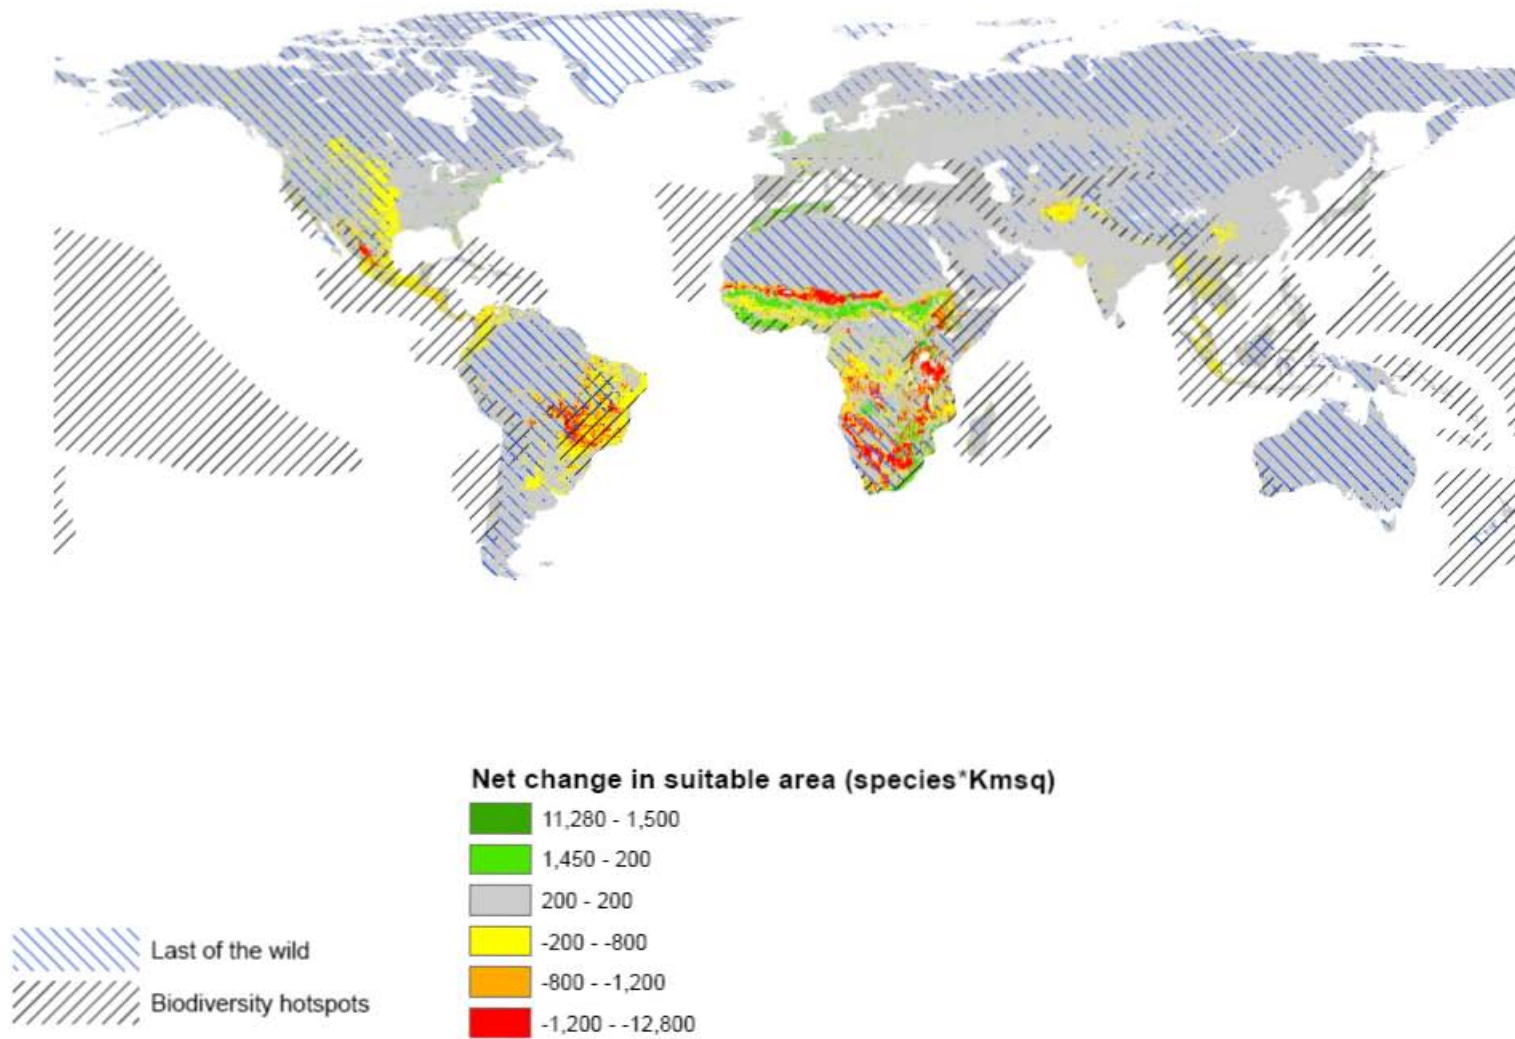 Net change in suitable area (species*Kmsq)
11,280 - 1,500
1,450 - 200
200 - 200
-200 - -800
-800 - -1,200
-1,200 - -12,800
Last of the wild
Biodiversity hotspots